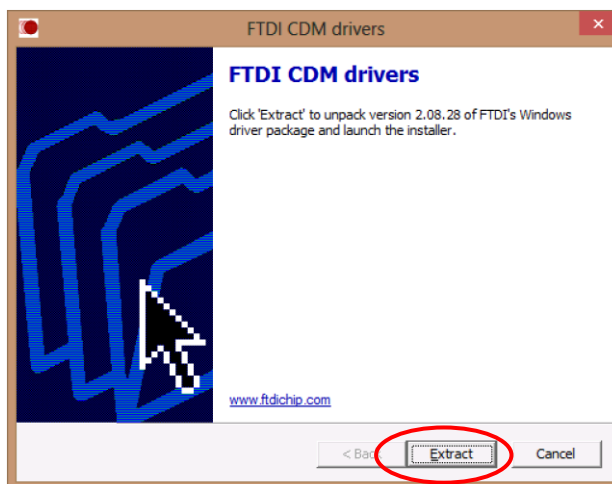 FTDI CDM drivers
FTDI CDM drivers
Click 'Extract' to unpack version 2.08.28 of FTDI's Windows
driver package and launch the installer.
www.ftdichip.com
< Back Extract Cancel